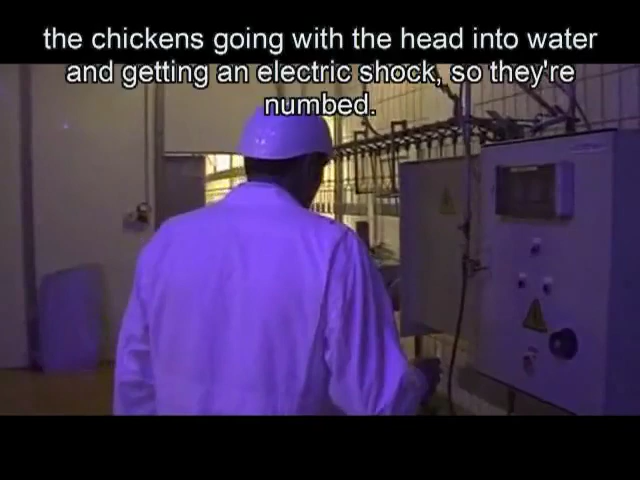 the chickens going with the head into water
and getting an electric shock, so they're
numbed.